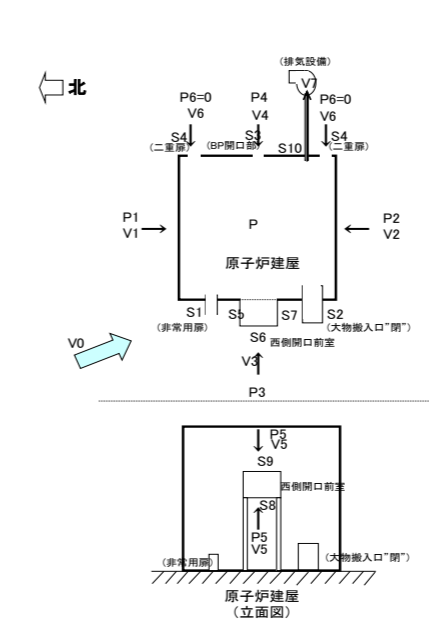 (排気設備)
V7
北
P6=0
V6
P4
V4
P6=0
V6
S4
(二重扉)
S3
(BP開口部)
S10
S4
(二重扉)
P1
V1
P
P2
V2
原子炉建屋
S1
S5
S7
S2
(非常用扉)
(大物搬入口"閉")
S6
西側開口前室
V0
V3
P3
P5
V5
S9
西側開口前室
S8
P5
V5
(非常用扉)
(大物搬入口"閉")
原子炉建屋
(立面図)